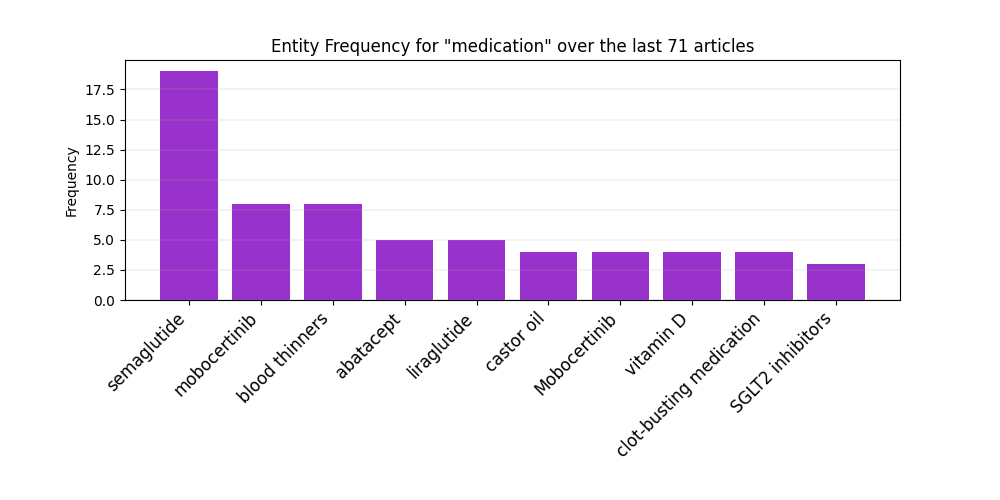 Entity Frequency for "medication" over the last 71 articles
Frequency
17.5
15.0
12.5
10.0
7.5
5.0
2.5
0.0
semaglutide
mobocertinib
blood thinners
abatacept
liraglutide
castor oil
Mobocertinib
vitamin D
clot-busting medication
SGLT2 inhibitors